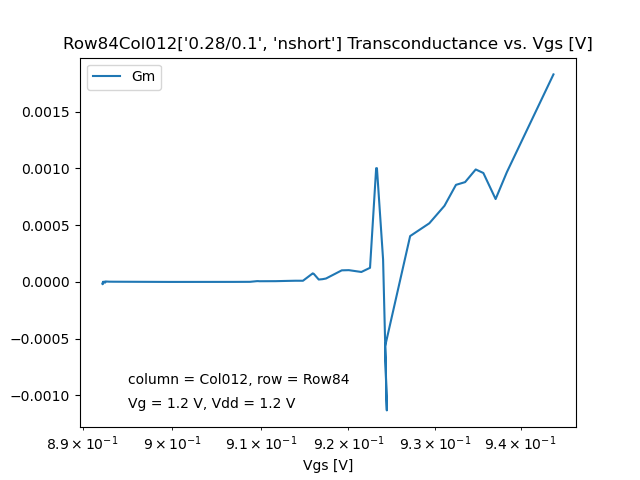 Row84Col012['0.28/0.1', 'nshort'] Transconductance vs. Vgs [V]
Gm
0.0015
0.0010
0.0005
0.0000
−0.0005
−0.0010
column = Col012, row = Row84
Vg = 1.2 V, Vdd = 1.2 V
8.9 × 10⁻¹ 9 × 10⁻¹ 9.1 × 10⁻¹ 9.2 × 10⁻¹ 9.3 × 10⁻¹ 9.4 × 10⁻¹
Vgs [V]